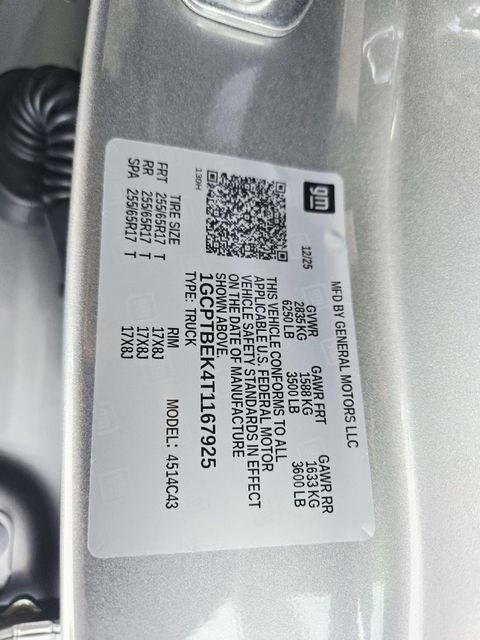 gm
MFD BY GENERAL MOTORS LLC
12/25 GVWR GAWR FRT GAWR RR
2835 KG 1588 KG 1633 KG
6250 LB 3500 LB 3600 LB
139H
THIS VEHICLE CONFORMS TO ALL
APPLICABLE U.S. FEDERAL MOTOR
VEHICLE SAFETY STANDARDS IN EFFECT
ON THE DATE OF MANUFACTURE
SHOWN ABOVE.
1GCPTBEK4T1167925
TYPE: TRUCK MODEL: 4514C43
TIRE SIZE RIM
FRT 255/65R17 T 17X8J
RR 255/65R17 T 17X8J
SPA 255/65R17 T 17X8J